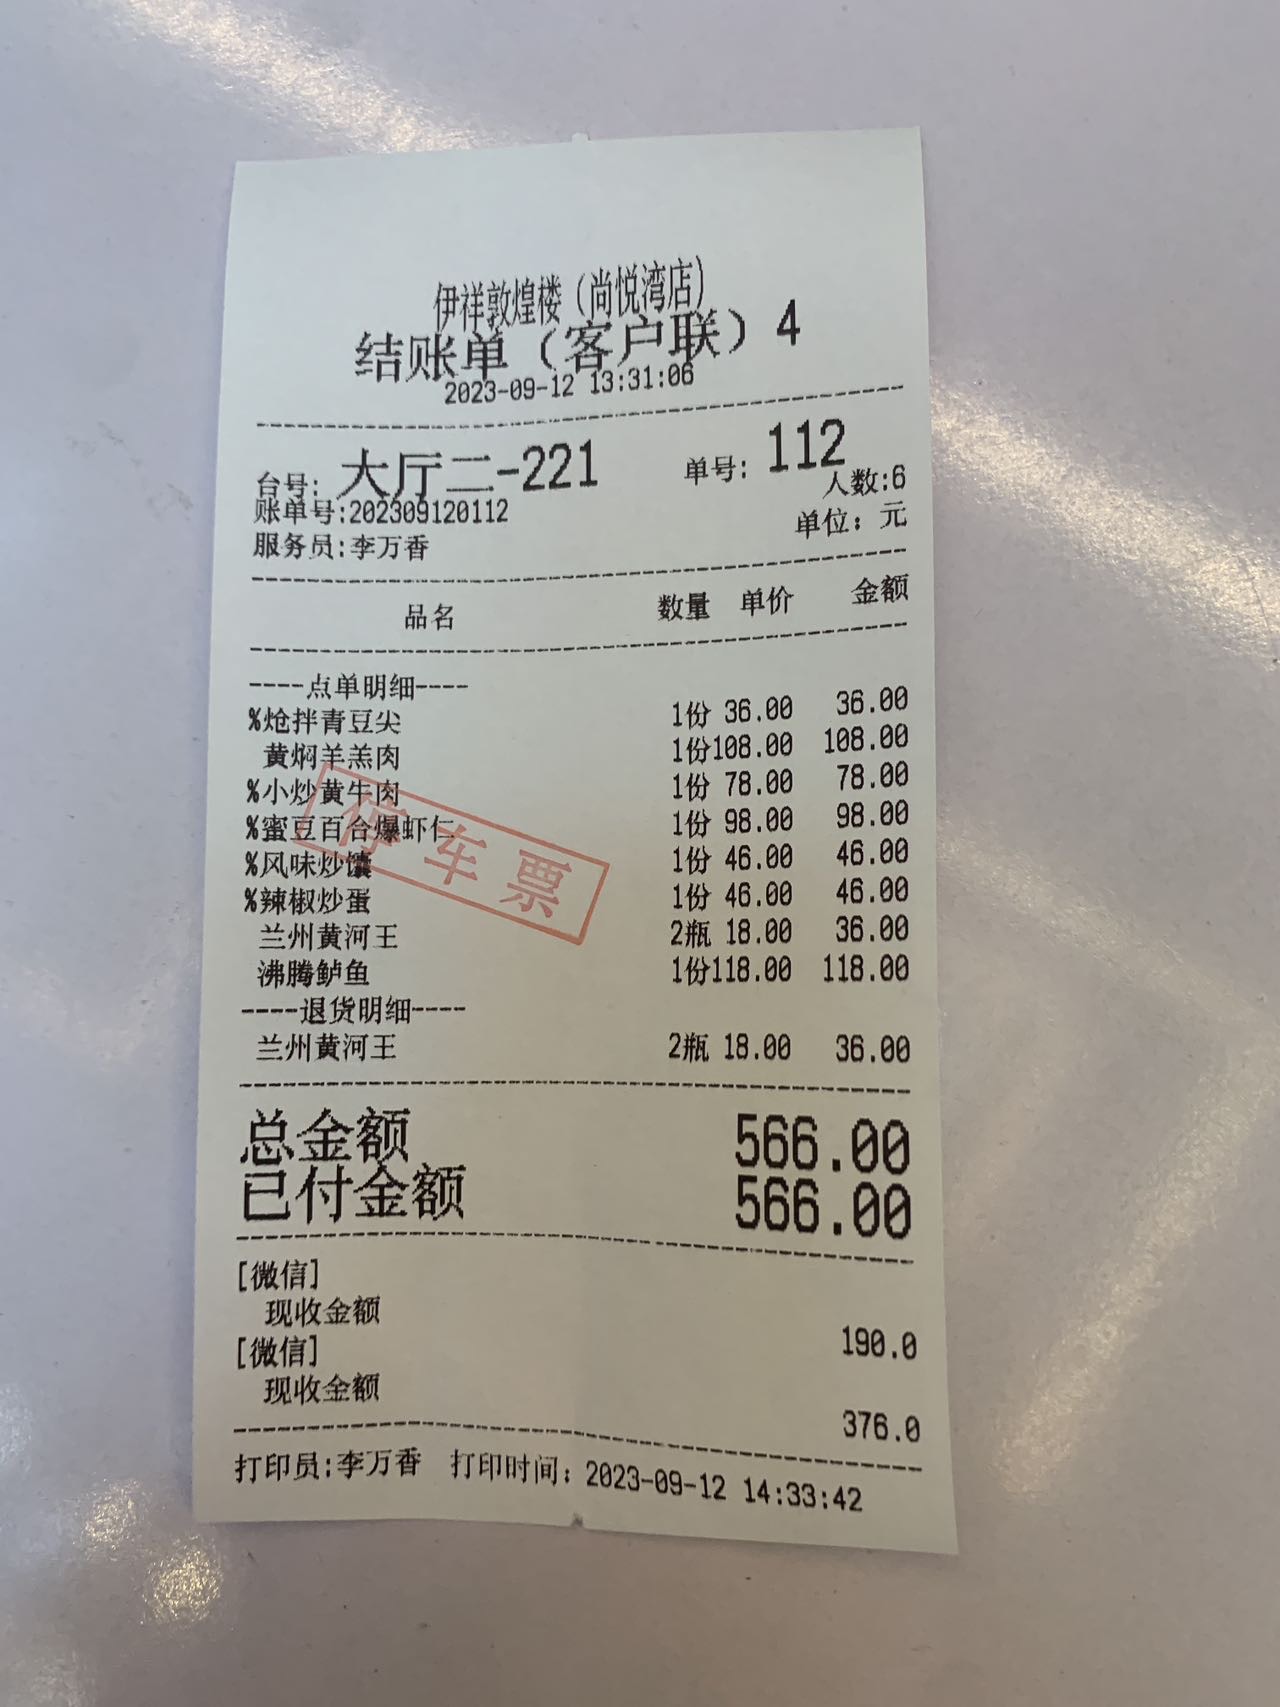 伊祥敦煌楼（尚悦湾店）
结账单（客户联）4
2023-09-12 13:31:06
台号: 大厅二-221 单号: 112
账单号:202309120112 人数:6
服务员:李万香 单位: 元
品名 数量 单价 金额
----点单明细----
%炝拌青豆尖 1份 36.00 36.00
黄焖羊羔肉 1份108.00 108.00
%小炒黄牛肉 1份 78.00 78.00
%蜜豆百合爆虾仁 1份 98.00 98.00
%风味炒馕 1份 46.00 46.00
%辣椒炒蛋 1份 46.00 46.00
兰州黄河王 2瓶 18.00 36.00
沸腾鲈鱼 1份118.00 118.00
----退货明细----
兰州黄河王 2瓶 18.00 36.00
停车票
总金额 566.00
已付金额 566.00
[微信]
现收金额 190.0
[微信]
现收金额 376.0
打印员:李万香 打印时间: 2023-09-12 14:33:42